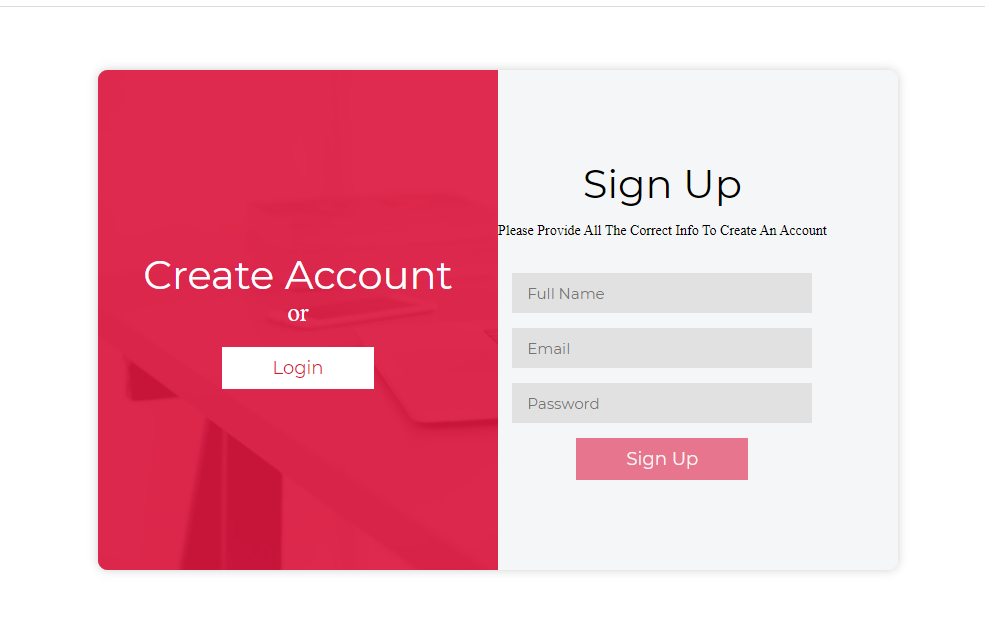 Create Account
or
Login
Sign Up
Please Provide All The Correct Info To Create An Account
Full Name
Email
Password
Sign Up